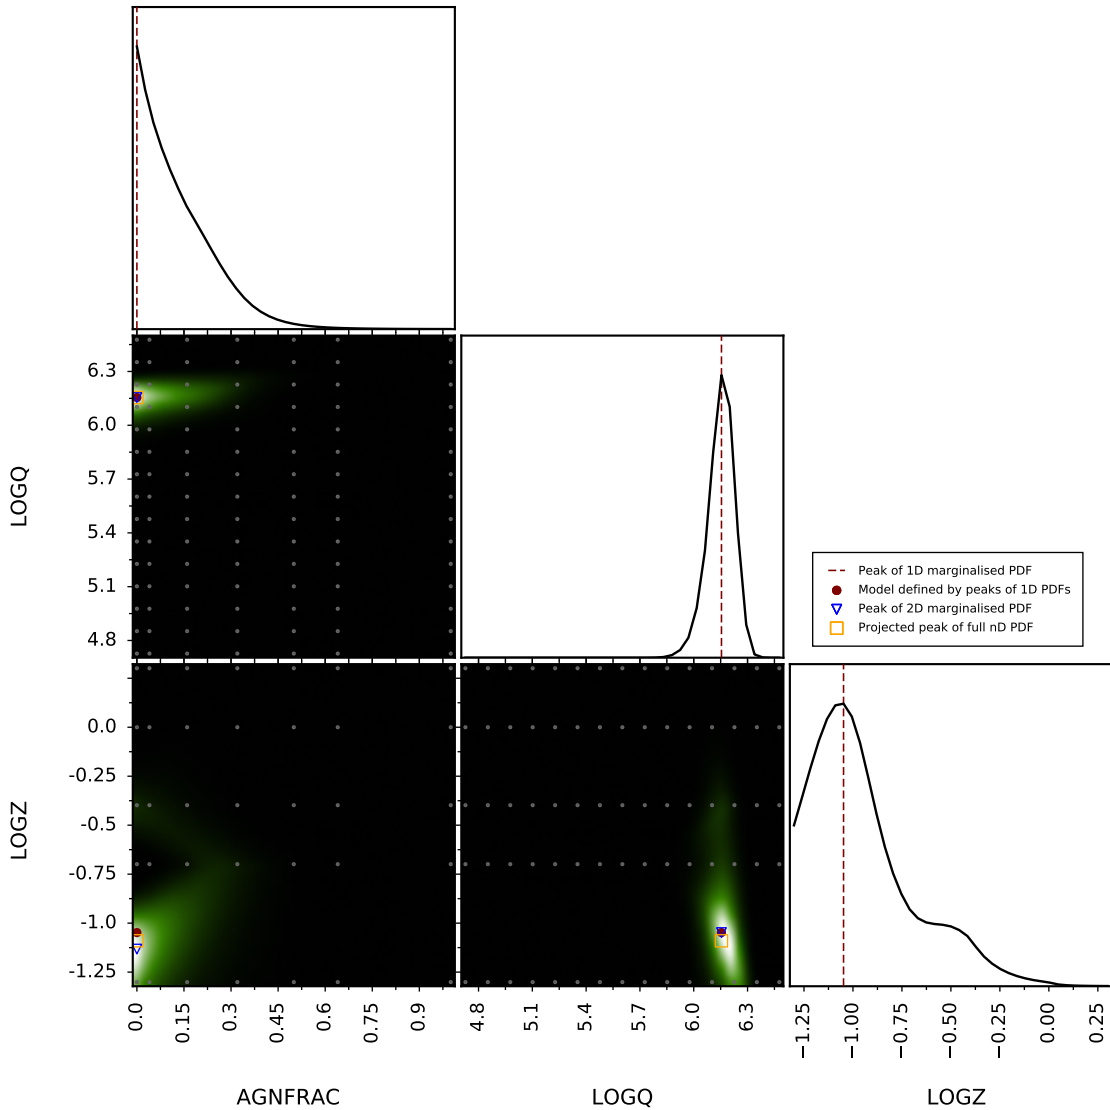 6.3
6.0
5.7
5.4
5.1
4.8
LOGQ
Peak of 1D marginalised PDF
Model defined by peaks of 1D PDFs
Peak of 2D marginalised PDF
Projected peak of full nD PDF
0.0
-0.25
-0.5
-0.75
-1.0
-1.25
LOGZ
0.0 0.15 0.3 0.45 0.6 0.75 0.9
4.8 5.1 5.4 5.7 6.0 6.3
−1.25 −1.00 −0.75 −0.50 −0.25 0.00 0.25
AGNFRAC LOGQ LOGZ